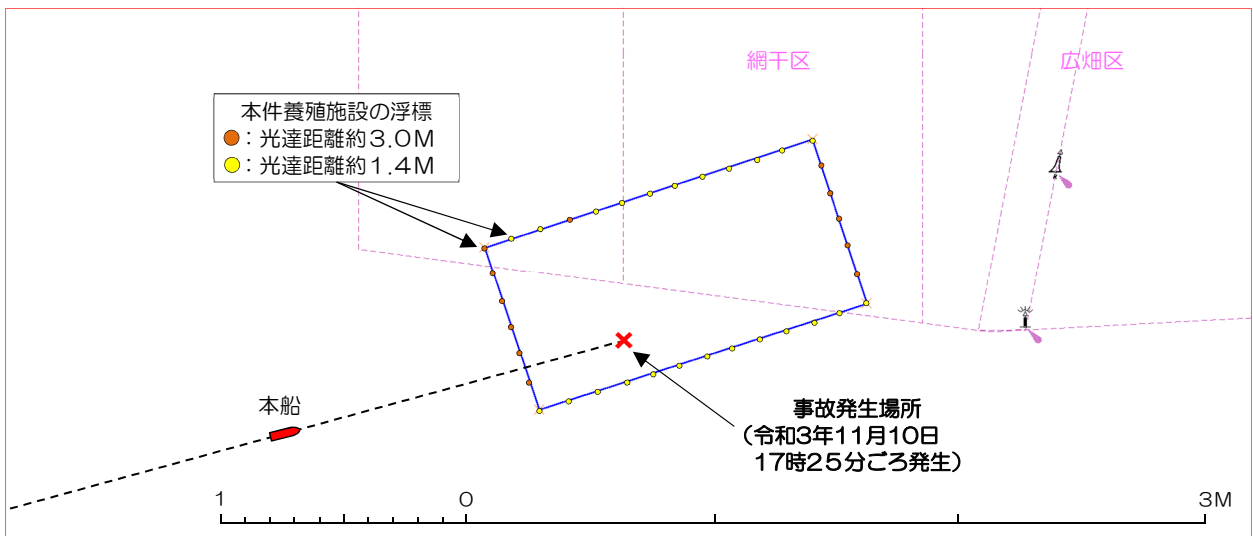 網干区
広畑区
本件養殖施設の浮標
：光達距離約３.０Ｍ
：光達距離約１.４Ｍ
本船
事故発生場所
（令和3年11月10日
17時25分ごろ発生）
1
0
3M